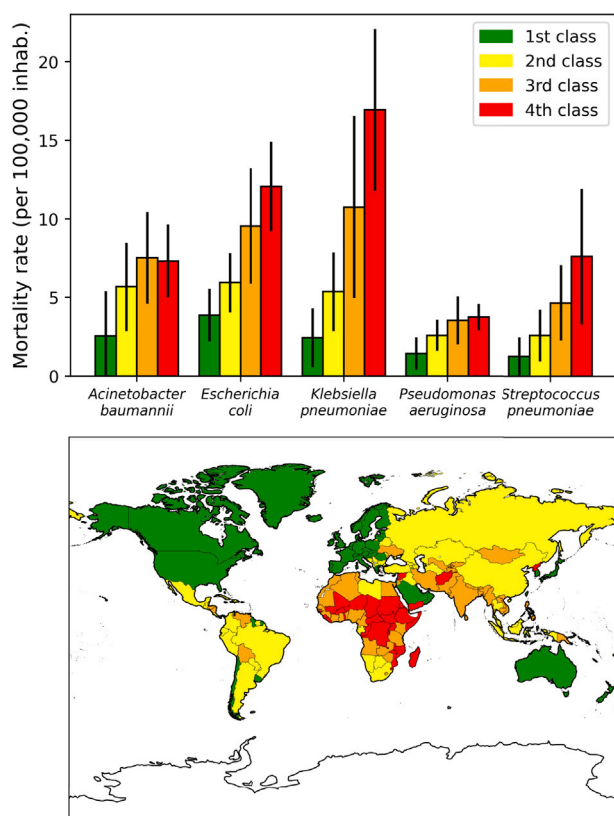 Mortality rate (per 100,000 inhab.)
20
15
10
5
0
1st class
2nd class
3rd class
4th class
Acinetobacter
baumannii
Escherichia
coli
Klebsiella
pneumoniae
Pseudomonas
aeruginosa
Streptococcus
pneumoniae